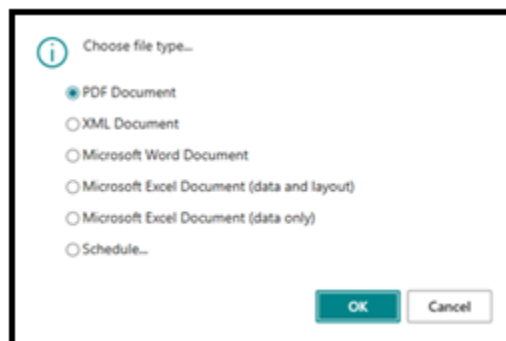 Choose file type...
PDF Document
XML Document
Microsoft Word Document
Microsoft Excel Document (data and layout)
Microsoft Excel Document (data only)
Schedule...
OK Cancel